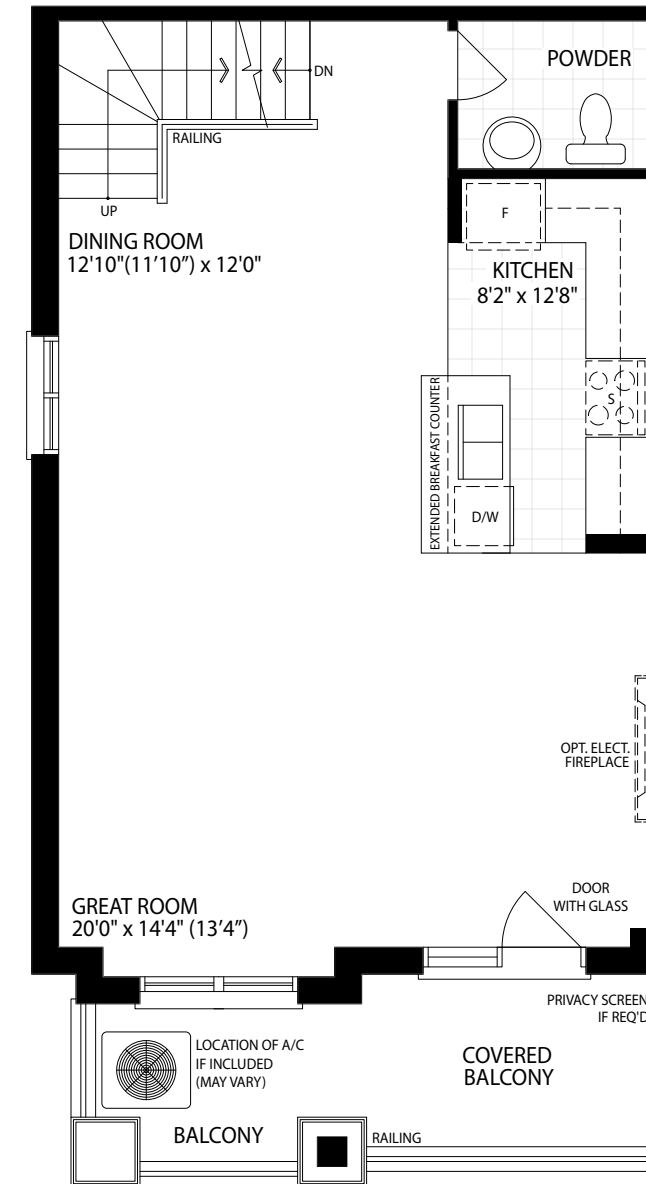 POWDER
DN
RAILING
UP
F
DINING ROOM
12'10"(11'10") x 12'0"
KITCHEN
8'2" x 12'8"
S
EXTENDED BREAKFAST COUNTER
D/W
OPT. ELECT.
FIREPLACE
DOOR
WITH GLASS
GREAT ROOM
20'0" x 14'4" (13'4")
PRIVACY SCREEN
IF REQ'D
LOCATION OF A/C
IF INCLUDED
(MAY VARY)
COVERED
BALCONY
BALCONY
RAILING